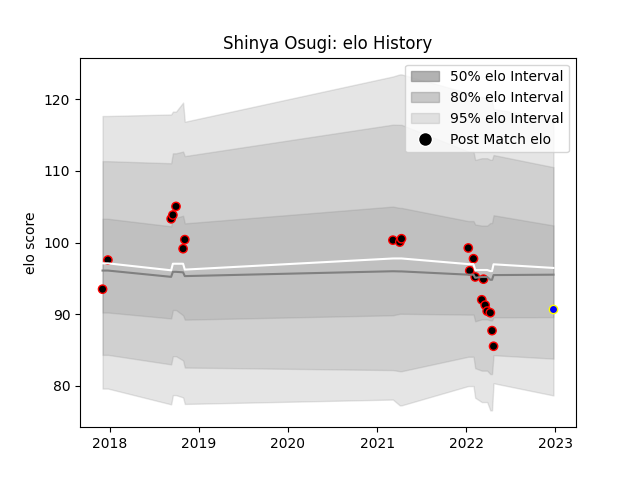 Shinya Osugi: elo History
50% elo Interval
80% elo Interval
95% elo Interval
Post Match elo
elo score
120
110
100
90
80
2018 2019 2020 2021 2022 2023